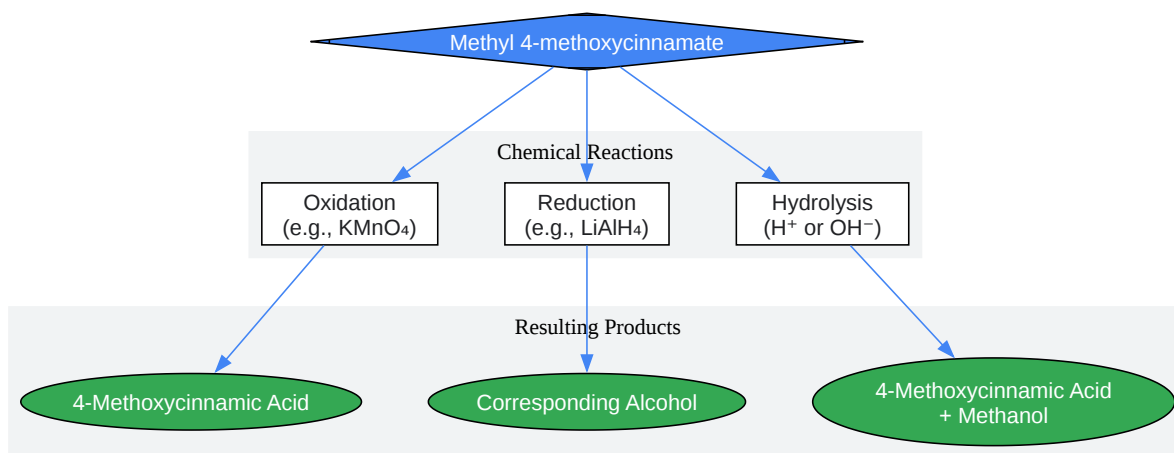 Methyl 4-methoxycinnamate
Chemical Reactions
Oxidation
(e.g., KMnO₄)
Reduction
(e.g., LiAlH₄)
Hydrolysis
(H⁺ or OH⁻)
Resulting Products
4-Methoxycinnamic Acid
Corresponding Alcohol
4-Methoxycinnamic Acid
+ Methanol